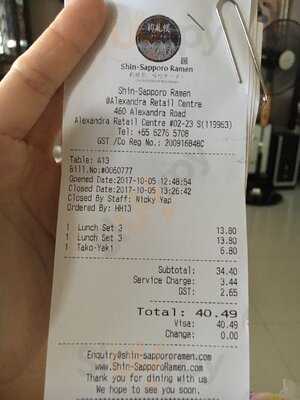 Shin-Sapporo Ramen
Shin-Sapporo Ramen
@Alexandra Retail Centre
460 Alexandra Road
Alexandra Retail Centre #02-23 S(119963)
Tel: +65 6276 5708
GST /Co Reg No.: 200916848C
Table: A13
Bill.No:#0060777
Opened Date:2017-10-05 12:48:54
Closed Date:2017-10-05 13:26:42
Closed By Staff: Nicky Yap
Ordered By: HH13
1 Lunch Set 3 13.80
1 Lunch Set 3 13.80
1 Tako-Yaki 6.80
Subtotal: 34.40
Service Charge: 3.44
GST: 2.65
Total: 40.49
Visa: 40.49
Change: 0.00
Enquiry@shin-sappororamen.com
www.Shin-SapporoRamen.com
Thank you for dining with us
We hope to see you soon.